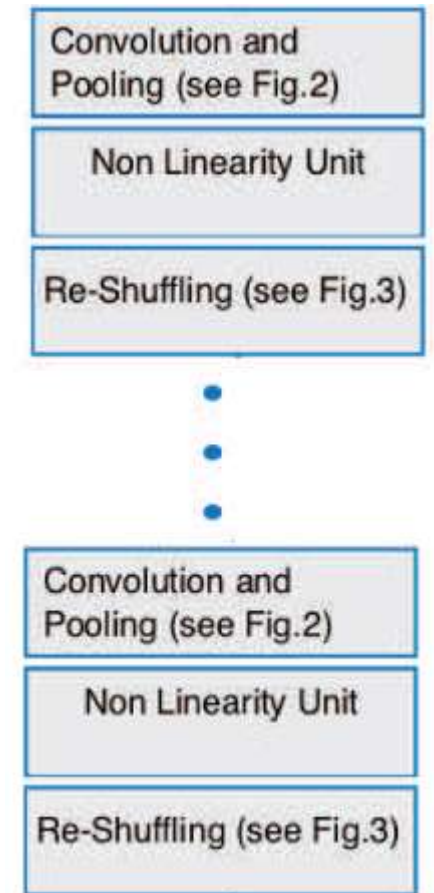 Convolution and
Pooling (see Fig.2)
Non Linearity Unit
Re-Shuffling (see Fig.3)
Convolution and
Pooling (see Fig.2)
Non Linearity Unit
Re-Shuffling (see Fig.3)